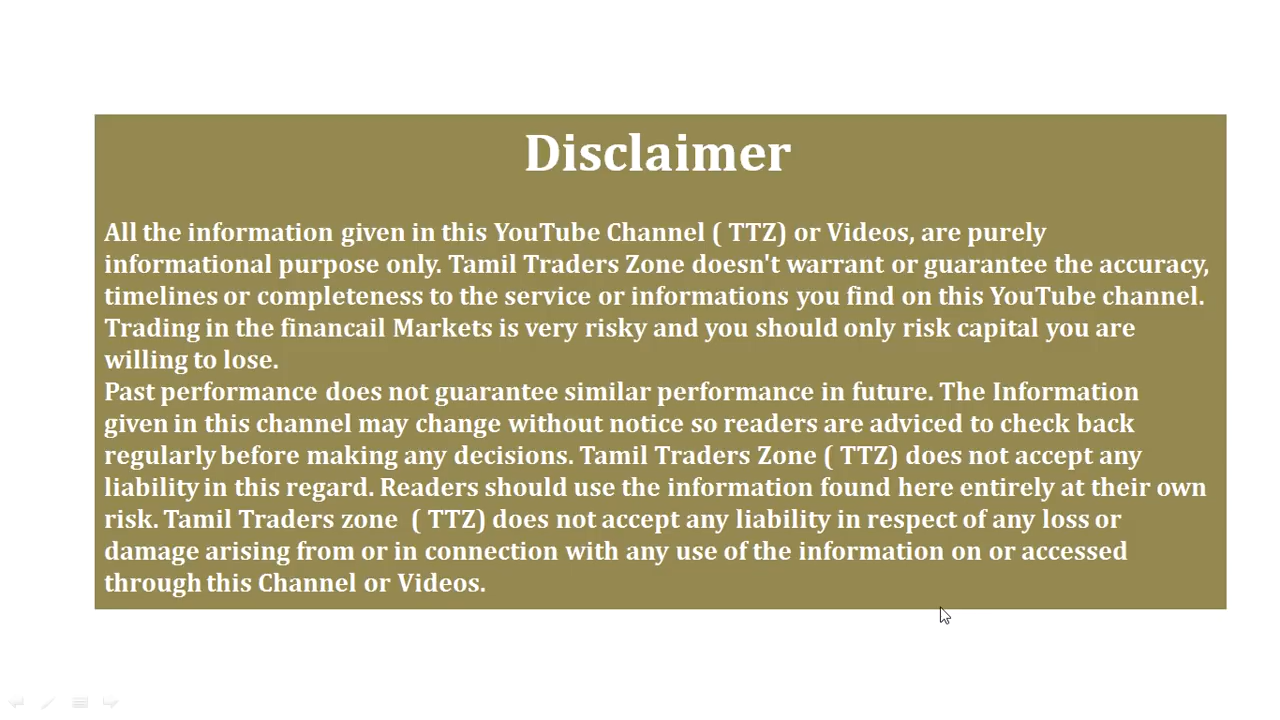 Disclaimer
All the information given in this YouTube Channel ( TTZ) or Videos, are purely
informational purpose only. Tamil Traders Zone doesn't warrant or guarantee the accuracy,
timelines or completeness to the service or informations you find on this YouTube channel.
Trading in the financail Markets is very risky and you should only risk capital you are
willing to lose.
Past performance does not guarantee similar performance in future. The Information
given in this channel may change without notice so readers are adviced to check back
regularly before making any decisions. Tamil Traders Zone ( TTZ) does not accept any
liability in this regard. Readers should use the information found here entirely at their own
risk. Tamil Traders zone  ( TTZ) does not accept any liability in respect of any loss or
damage arising from or in connection with any use of the information on or accessed
through this Channel or Videos.